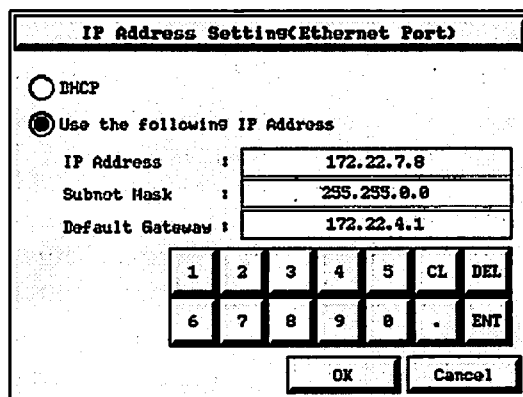 IP Address Setting(Ethernet Port)
DHCP
Use the following IP Address
IP Address : 172.22.7.8
Subnet Mask : 255.255.0.0
Default Gateway : 172.22.4.1
1 2 3 4 5 CL DEL
6 7 8 9 0 . ENT
OK Cancel